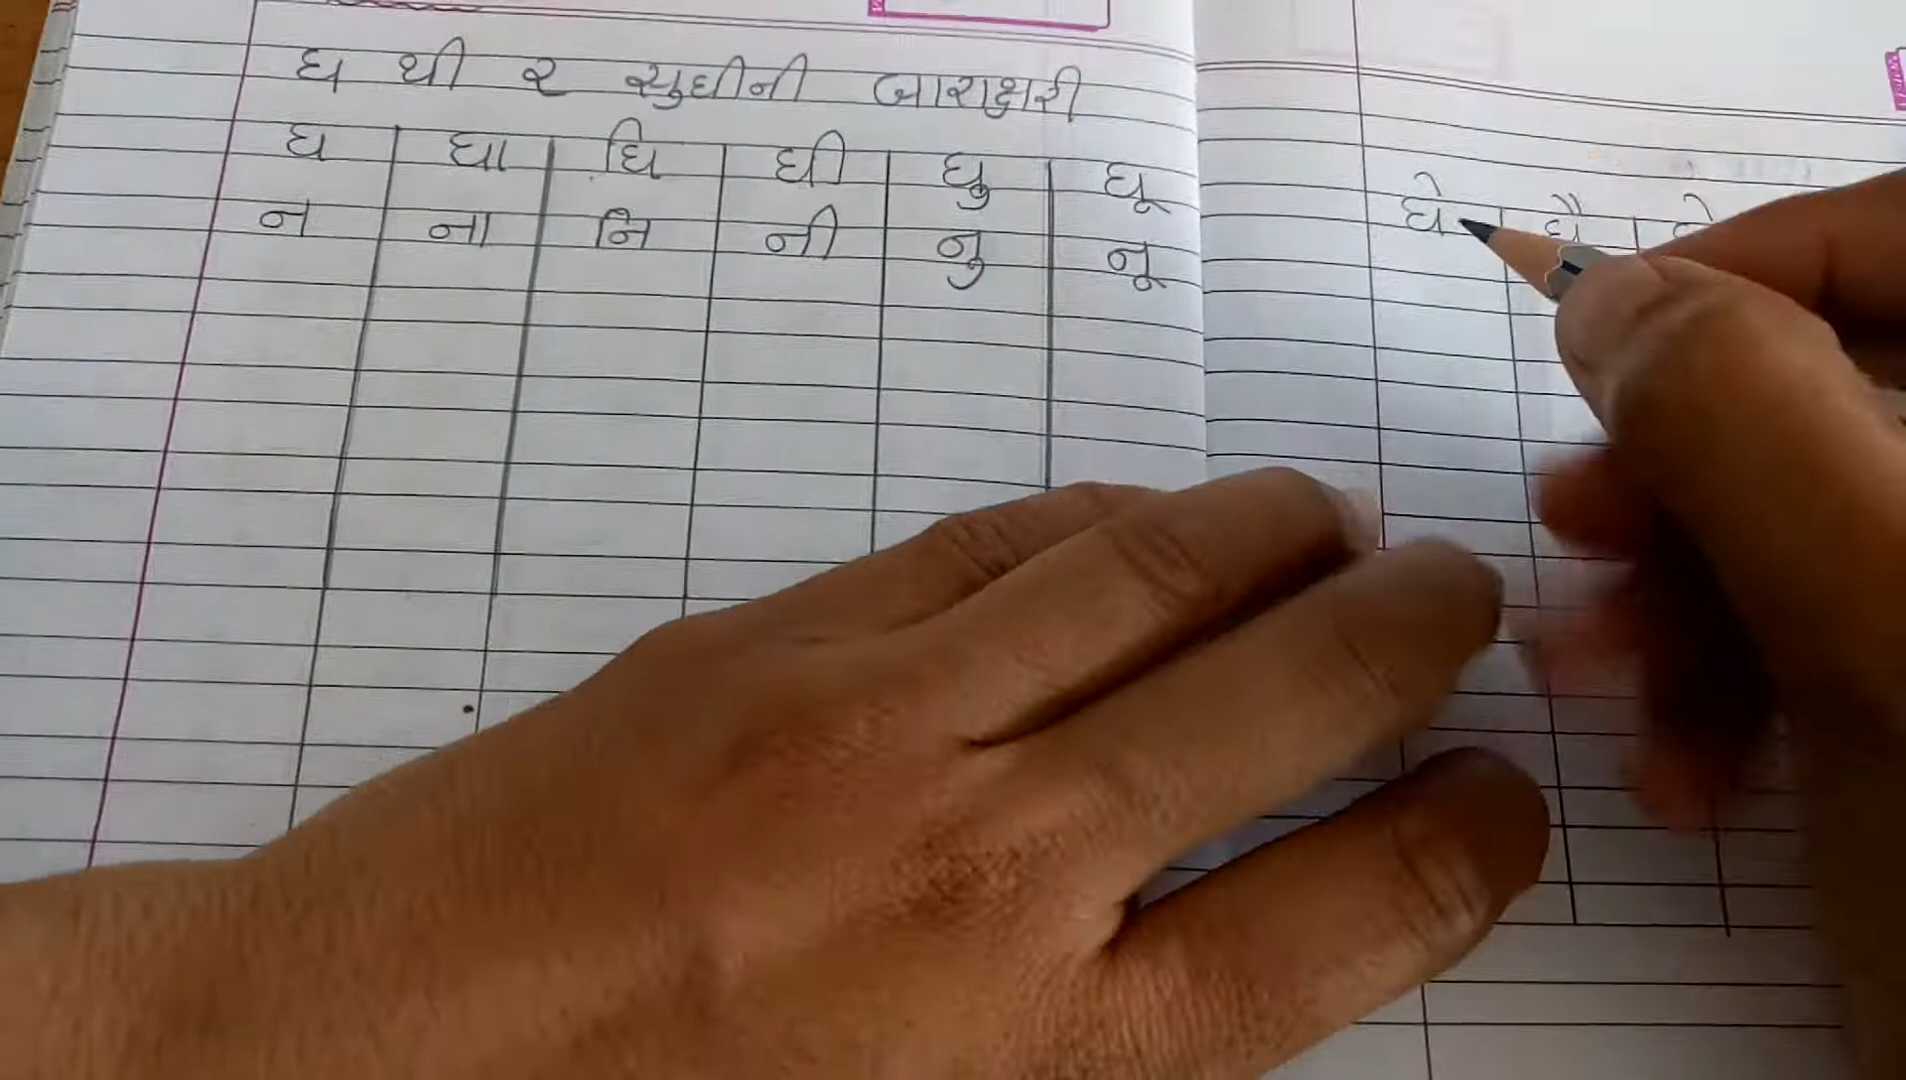 ધ થી ર સુધીની બારાક્ષરી
ધ ધા ધિ ધી ધુ ધૂ
ન ના નિ ની નુ નૂ
ધે ધૈ